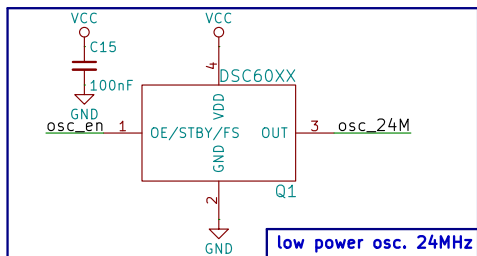 VCC
VCC
C15
100nF
GND
4
DSC60XX
VDD
osc_en
1
OE/STBY/FS
OUT
3
osc_24M
GND
2
Q1
GND
low power osc. 24MHz